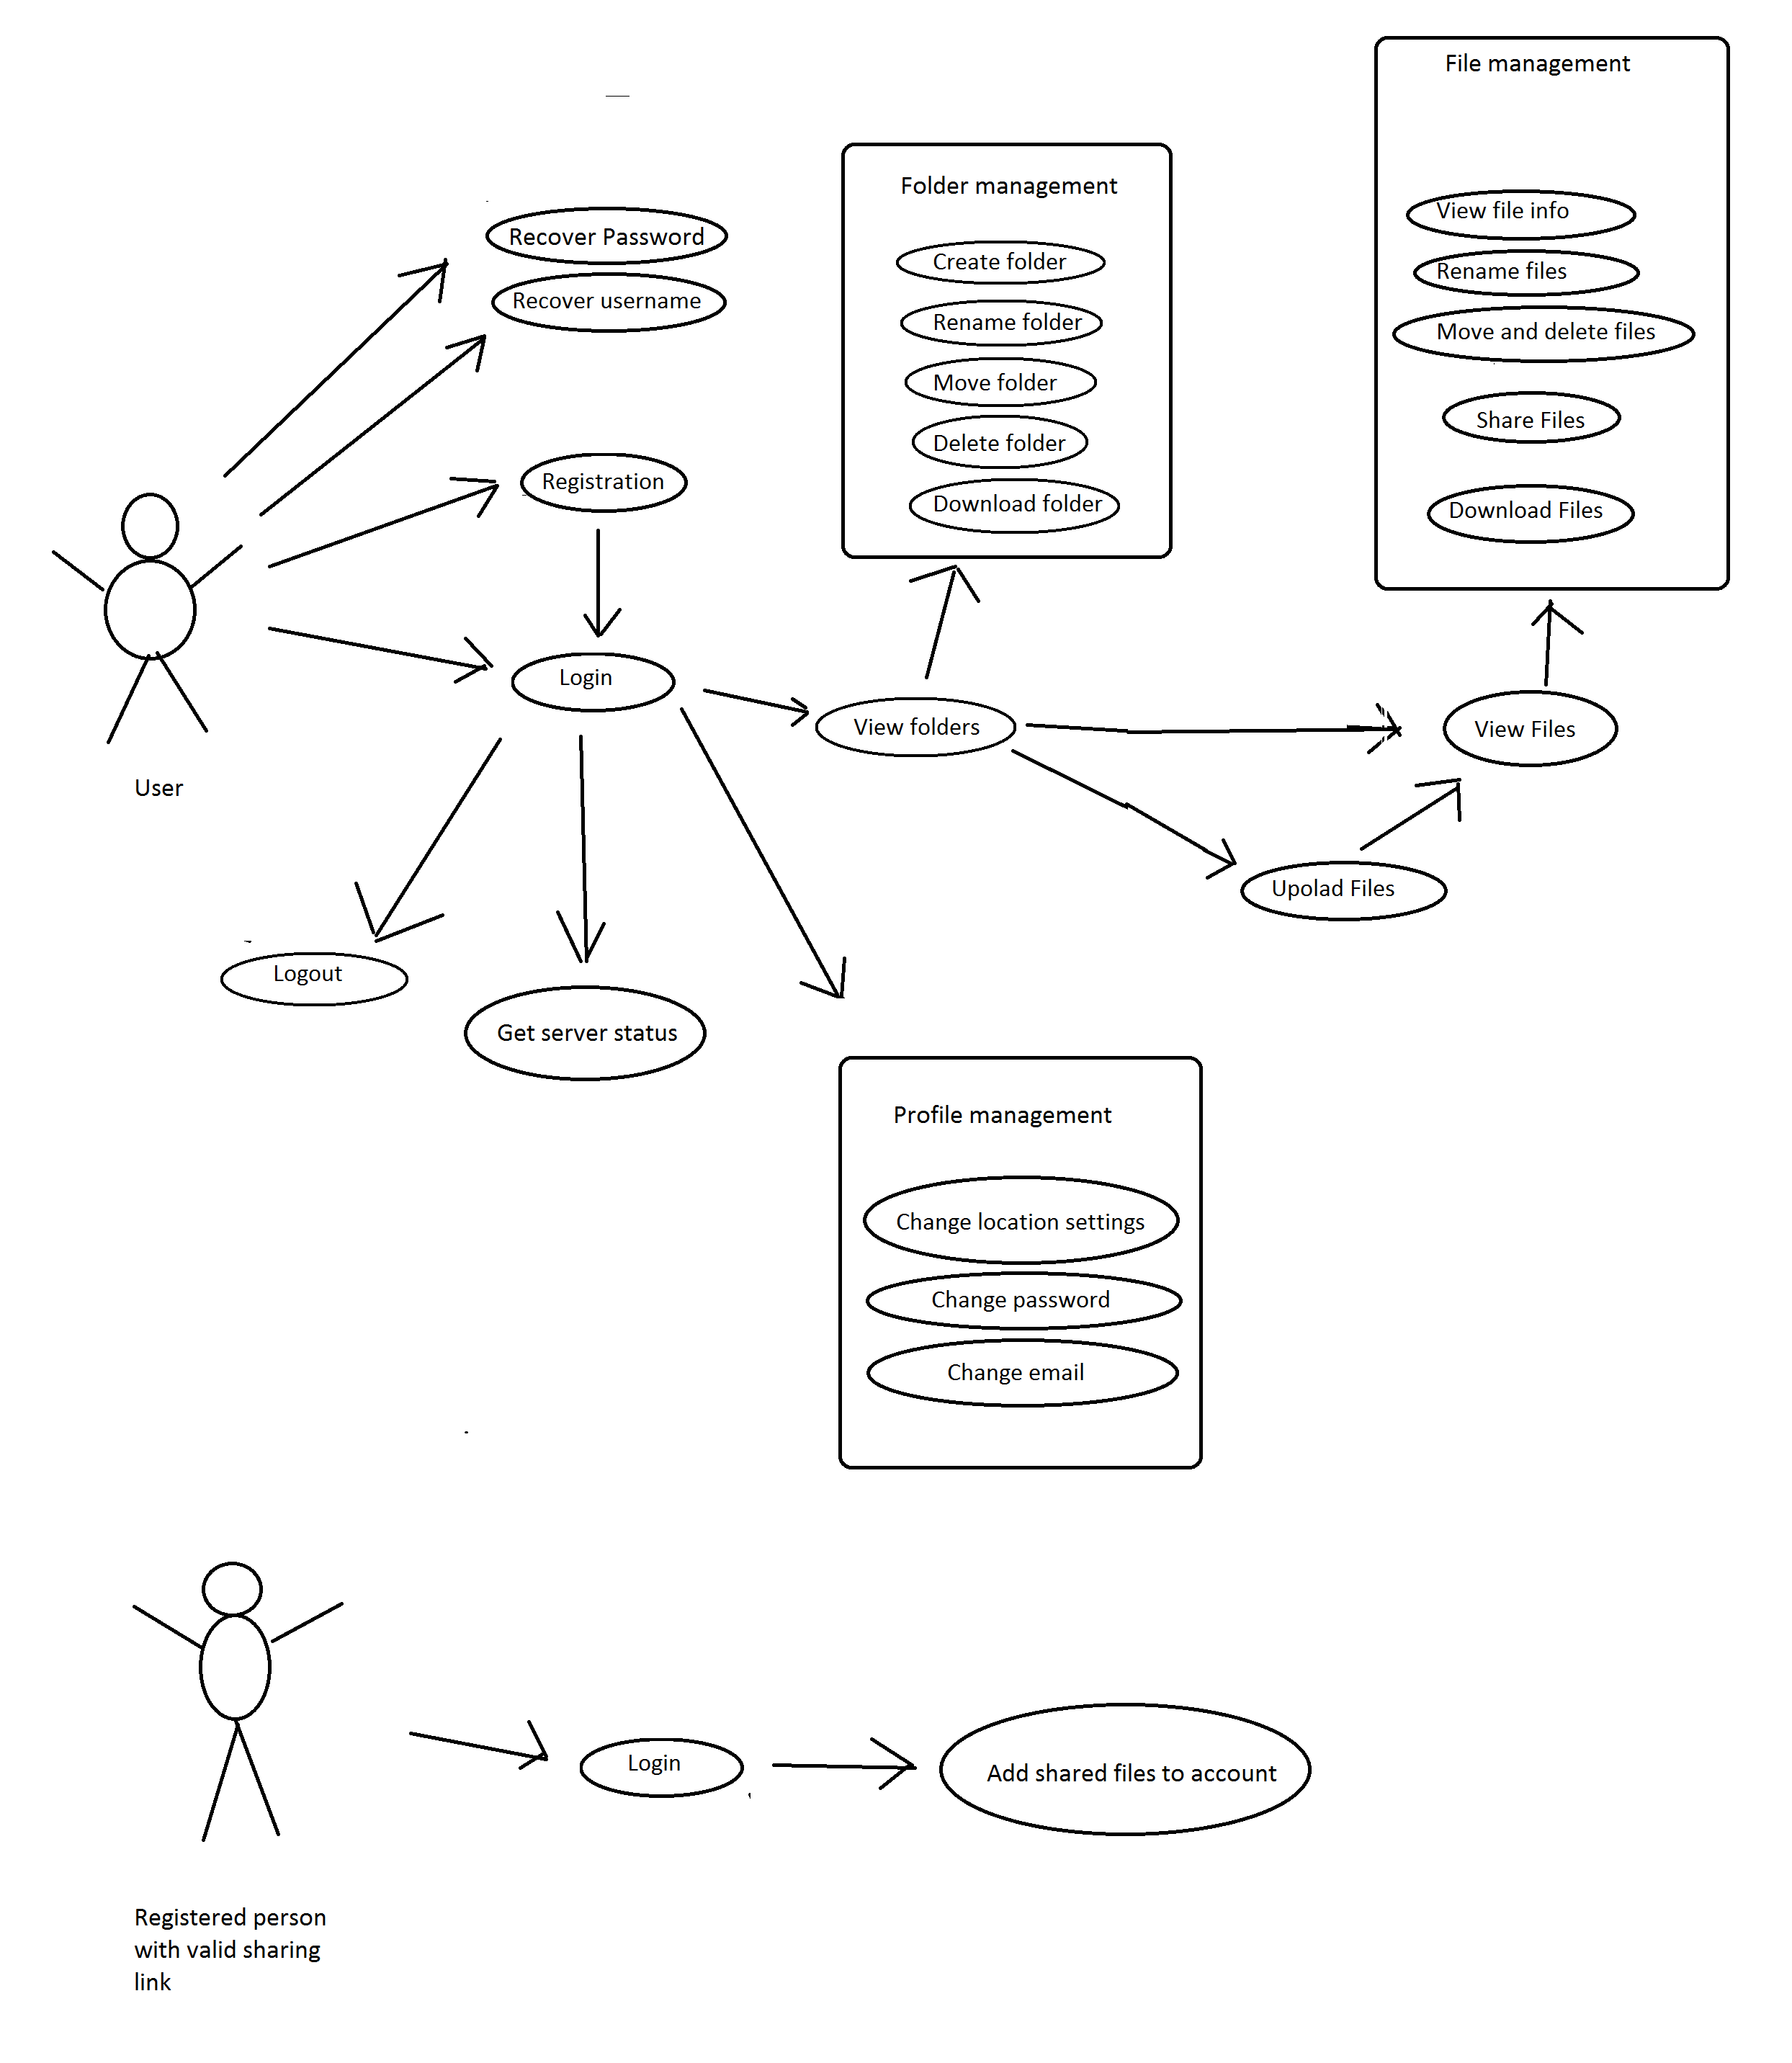 File management
View file info
Rename files
Move and delete files
Share Files
Download Files
Folder management
Create folder
Rename folder
Move folder
Delete folder
Download folder
Recover Password
Recover username
Registration
Login
View folders
View Files
Upolad Files
User
Logout
Get server status
Profile management
Change location settings
Change password
Change email
Login
Add shared files to account
Registered person
with valid sharing
link